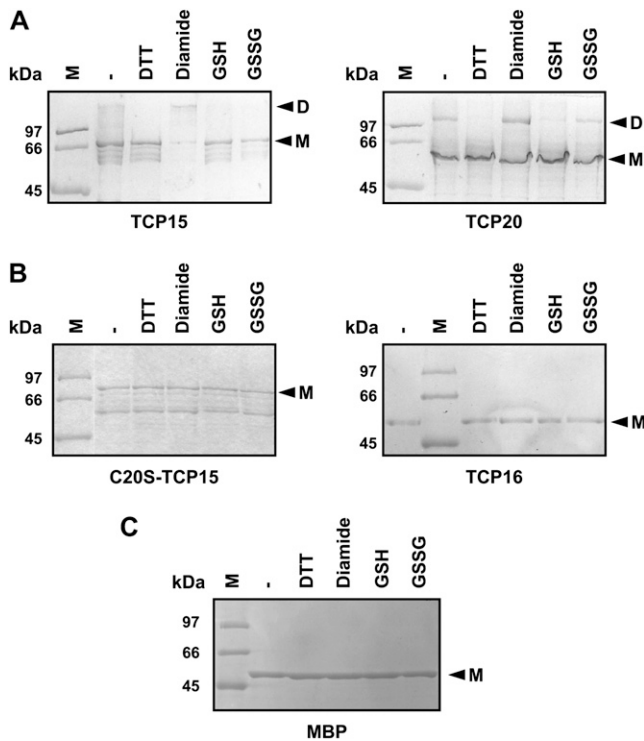 A
kDa M - DTT Diamide GSH GSSG
D
97
M
66
45
TCP15
kDa M - DTT Diamide GSH GSSG
D
97
66
M
45
TCP20
B
kDa M - DTT Diamide GSH GSSG
97
M
66
45
C20S-TCP15
kDa - M DTT Diamide GSH GSSG
97
66
M
45
TCP16
C
kDa M - DTT Diamide GSH GSSG
97
66
M
45
MBP